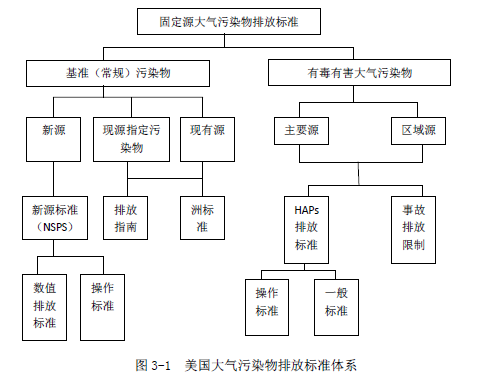 固定源大气污染物排放标准
基准（常规）污染物
有毒有害大气污染物
新源
现源指定污
染物
现有源
主要源
区域源
新源标准
（NSPS）
排放
指南
洲标
准
HAPs
排放
标准
事故
排放
限制
数值
排放
标准
操作
标准
操作
标准
一般
标准
图 3-1 美国大气污染物排放标准体系